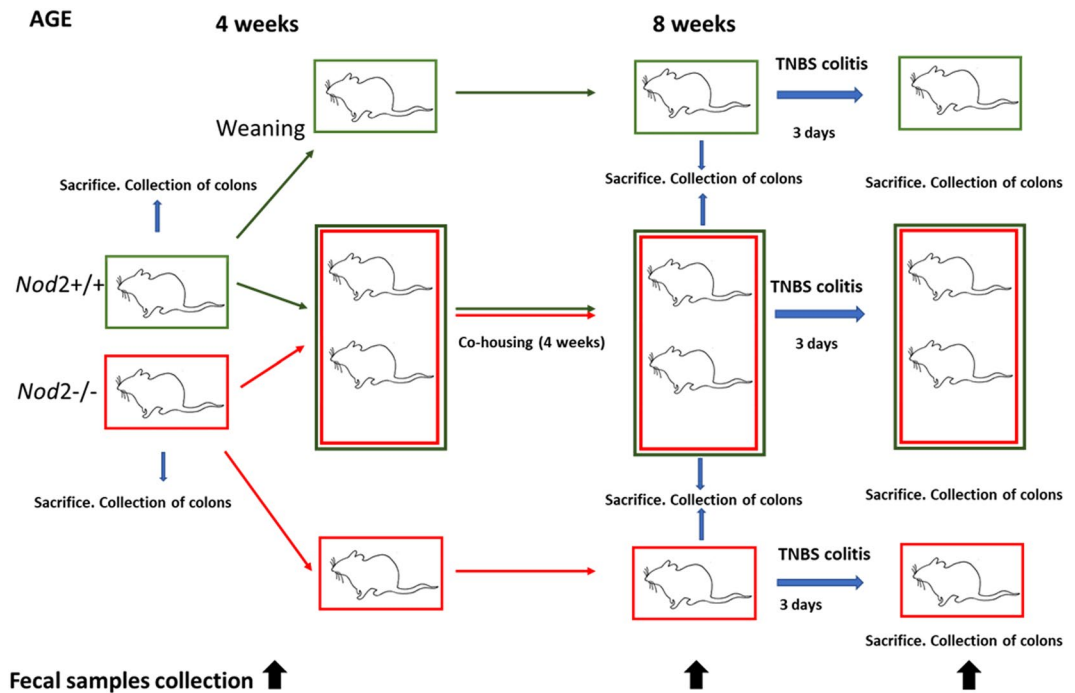 AGE
4 weeks
8 weeks
TNBS colitis
3 days
Weaning
Sacrifice. Collection of colons
Sacrifice. Collection of colons
Sacrifice. Collection of colons
Nod2+/+
TNBS colitis
3 days
Co-housing (4 weeks)
Nod2-/-
Sacrifice. Collection of colons
Sacrifice. Collection of colons
Sacrifice. Collection of colons
TNBS colitis
3 days
Sacrifice. Collection of colons
Fecal samples collection